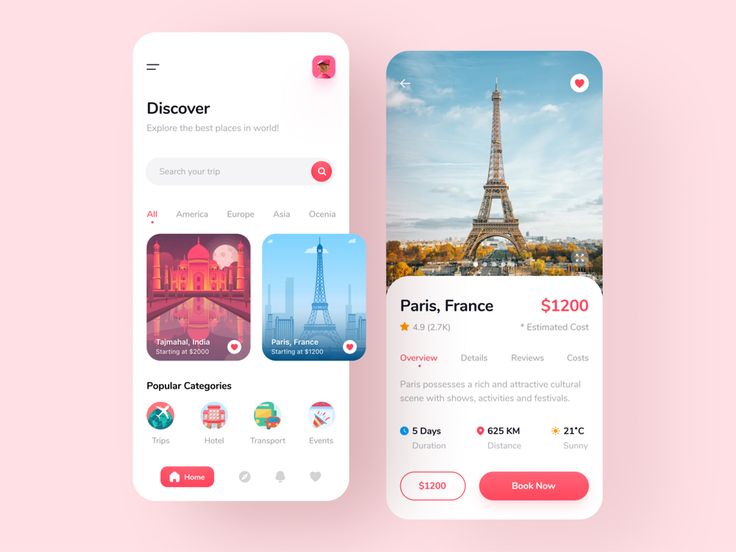 Discover
Explore the best places in world!
Search your trip
All America Europe Asia Ocenia
Tajmahal, India
Starting at $2000
Paris, France
Starting at $1200
Popular Categories
Trips Hotel Transport Events
Home
Paris, France $1200
4.9 (2.7K) * Estimated Cost
Overview Details Reviews Costs
Paris possesses a rich and attractive cultural
scene with shows, activities and festivals.
5 Days 625 KM 21°C
Duration Distance Sunny
$1200 Book Now